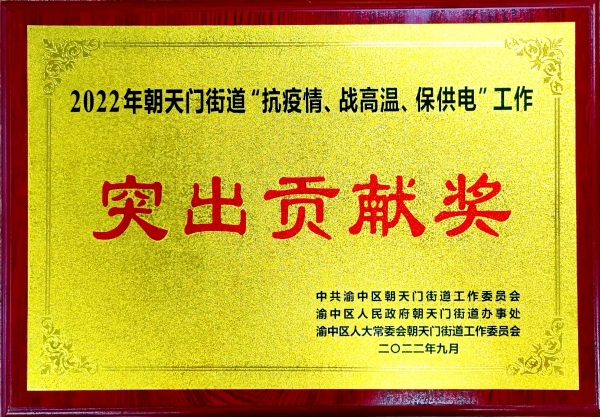 2022年朝天门街道“抗疫情、战高温、保供电”工作
突出贡献奖
中共渝中区朝天门街道工作委员会
渝中区人民政府朝天门街道办事处
渝中区人大常委会朝天门街道工作委员会
二〇二二年九月